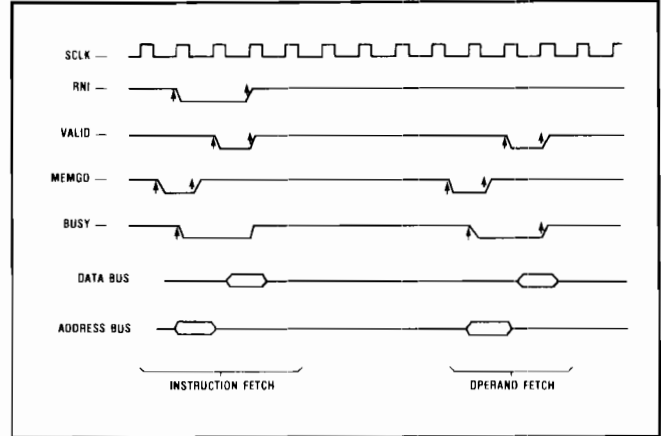 SCLK —
RNI —
VALID —
MEMGO —
BUSY —
DATA BUS
ADDRESS BUS
INSTRUCTION FETCH
OPERAND FETCH